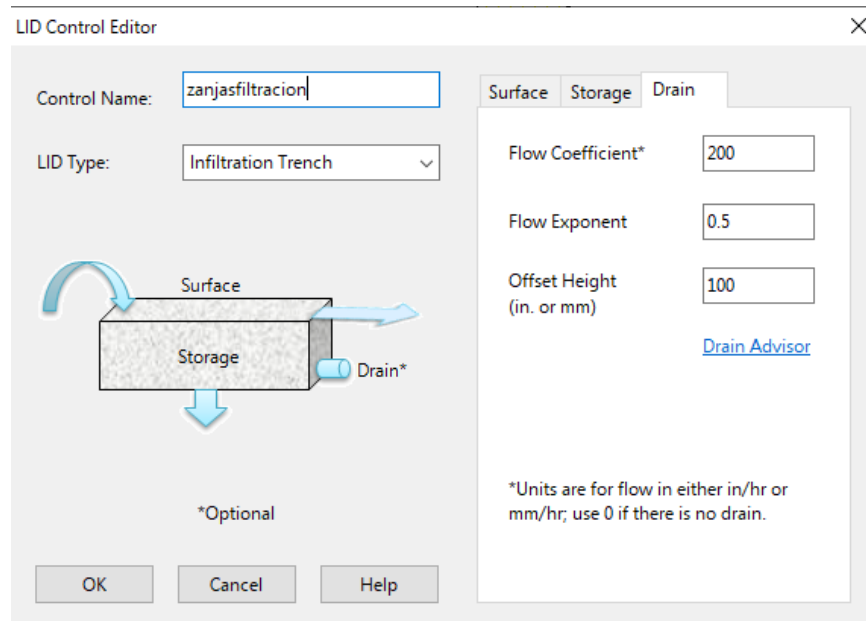 LID Control Editor
Control Name:
zanjasfiltracion
LID Type:
Infiltration Trench
Surface
Storage
Drain*
*Optional
OK
Cancel
Help
Surface
Storage
Drain
Flow Coefficient*
200
Flow Exponent
0.5
Offset Height
(in. or mm)
100
Drain Advisor
*Units are for flow in either in/hr or
mm/hr; use 0 if there is no drain.